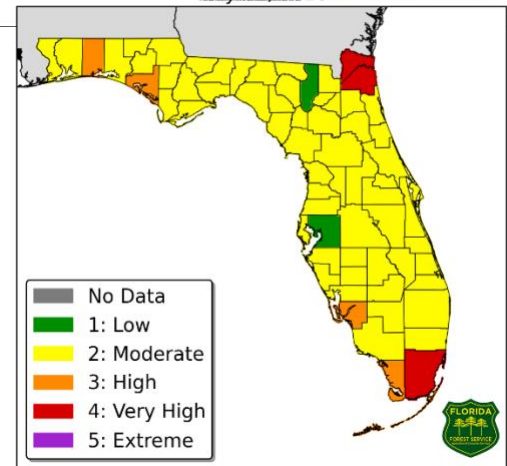 No Data
1: Low
2: Moderate
3: High
4: Very High
5: Extreme
FLORIDA
FOREST SERVICE